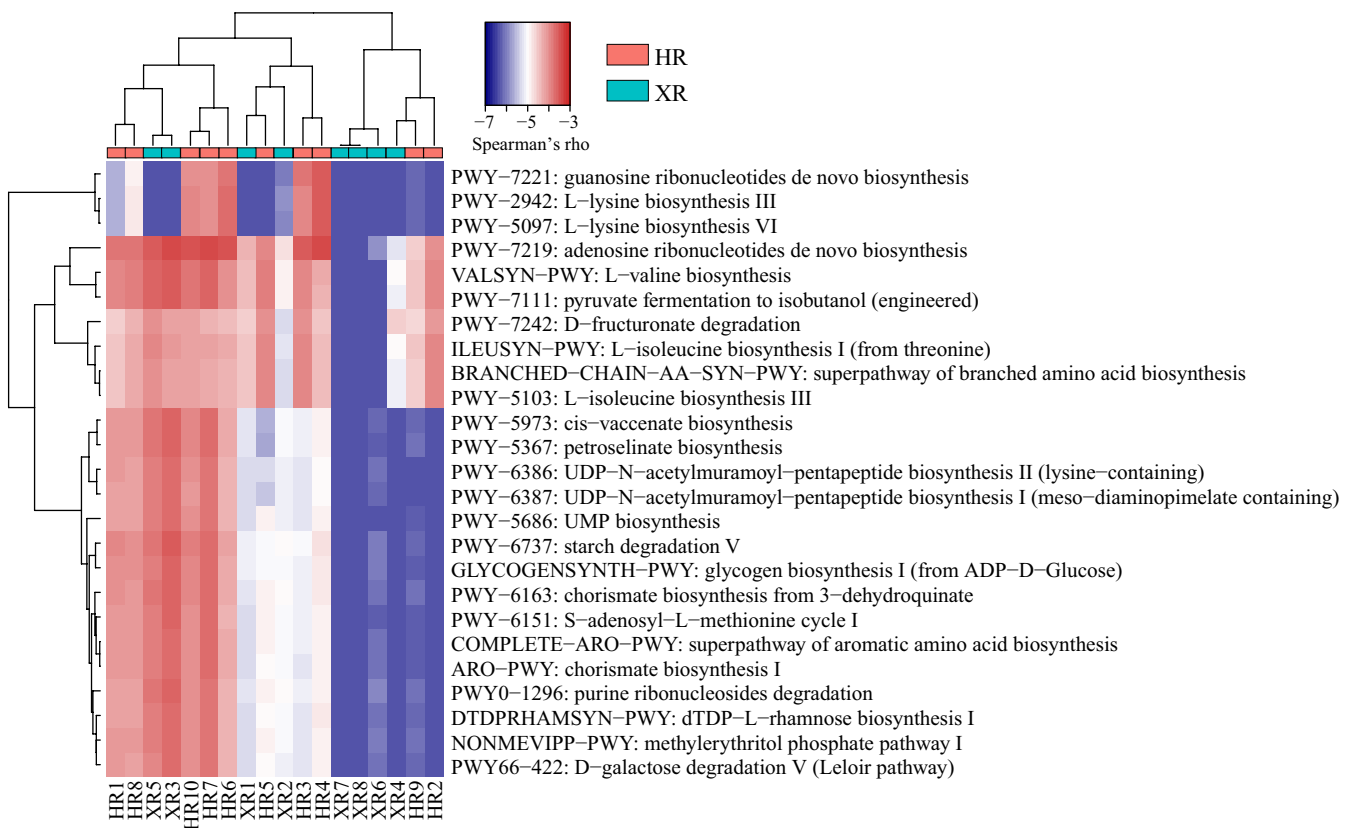 HR
XR
−7 −5 −3
Spearman’s rho
PWY−7221: guanosine ribonucleotides de novo biosynthesis
PWY−2942: L−lysine biosynthesis III
PWY−5097: L−lysine biosynthesis VI
PWY−7219: adenosine ribonucleotides de novo biosynthesis
VALSYN−PWY: L−valine biosynthesis
PWY−7111: pyruvate fermentation to isobutanol (engineered)
PWY−7242: D−fructuronate degradation
ILEUSYN−PWY: L−isoleucine biosynthesis I (from threonine)
BRANCHED−CHAIN−AA−SYN−PWY: superpathway of branched amino acid biosynthesis
PWY−5103: L−isoleucine biosynthesis III
PWY−5973: cis−vaccenate biosynthesis
PWY−5367: petroselinate biosynthesis
PWY−6386: UDP−N−acetylmuramoyl−pentapeptide biosynthesis II (lysine−containing)
PWY−6387: UDP−N−acetylmuramoyl−pentapeptide biosynthesis I (meso−diaminopimelate containing)
PWY−5686: UMP biosynthesis
PWY−6737: starch degradation V
GLYCOGENSYNTH−PWY: glycogen biosynthesis I (from ADP−D−Glucose)
PWY−6163: chorismate biosynthesis from 3−dehydroquinate
PWY−6151: S−adenosyl−L−methionine cycle I
COMPLETE−ARO−PWY: superpathway of aromatic amino acid biosynthesis
ARO−PWY: chorismate biosynthesis I
PWY0−1296: purine ribonucleosides degradation
DTDPRHAMSYN−PWY: dTDP−L−rhamnose biosynthesis I
NONMEVIPP−PWY: methylerythritol phosphate pathway I
PWY66−422: D−galactose degradation V (Leloir pathway)
HR1 HR8 XR5 XR3 HR10 HR7 HR6 XR1 HR5 XR2 HR3 HR4 XR7 XR8 XR6 XR4 HR9 HR2